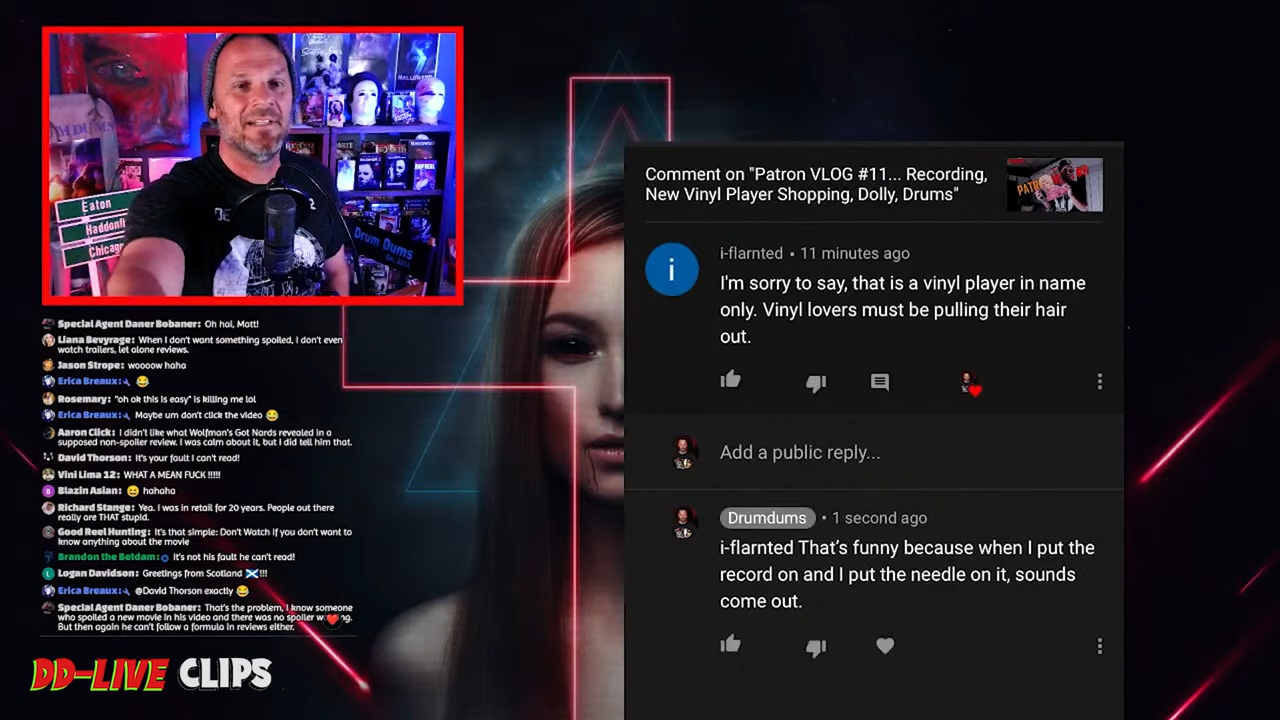 HALLOWEEN
Eaton
Haddonfi
Chicago
Drum Dums
Special Agent Daner Bobaner: Oh hai, Matt!
Liana Bevyrage: When I don't want something spoiled, I don't even
watch trailers, let alone reviews.
Jason Strope: woooow haha
Erica Breaux: 😂
Rosemary: "oh ok this is easy" is killing me lol
Erica Breaux: Maybe um don't click the video 😂
Aaron Click: I didn't like what Wolfman's Got Nards revealed in a
supposed non-spoiler review. I was calm about it, but I did tell him that.
David Thorson: It's your fault I can't read!
Vini Lima 12: WHAT A MEAN FUCK !!!!!
B Blazin Asian: 😆 hahaha
Richard Stange: Yea. I was in retail for 20 years. People out there
really are THAT stupid.
Good Reel Hunting: It's that simple: Don't Watch If you don't want to
know anything about the movie
Brandon the Beldam: It's not his fault he can't read!
L Logan Davidson: Greetings from Scotland 🏴󠁧󠁢󠁳󠁣󠁴󠁿!!!
Erica Breaux: @David Thorson exactly 😂
Special Agent Daner Bobaner: That's the problem, I know someone
who spoiled a new movie in his video and there was no spoiler w ng.
But then again he can't follow a formula in reviews either.
DD-LIVE CLIPS
Comment on "Patron VLOG #11... Recording,
New Vinyl Player Shopping, Dolly, Drums"
i
i-flarnted • 11 minutes ago
I'm sorry to say, that is a vinyl player in name
only. Vinyl lovers must be pulling their hair
out.
Add a public reply...
Drumdums • 1 second ago
i-flarnted That's funny because when I put the
record on and I put the needle on it, sounds
come out.